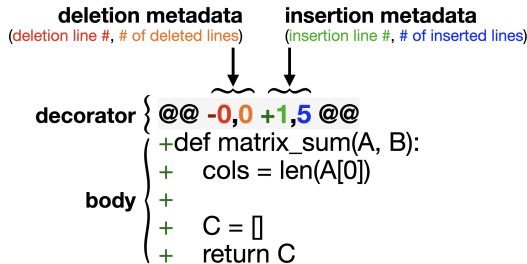 deletion metadata insertion metadata
(deletion line #, # of deleted lines) (insertion line #, # of inserted lines)
decorator @@ -0,0 +1,5 @@
+def matrix_sum(A, B):
+    cols = len(A[0])
body +
+    C = []
+    return C